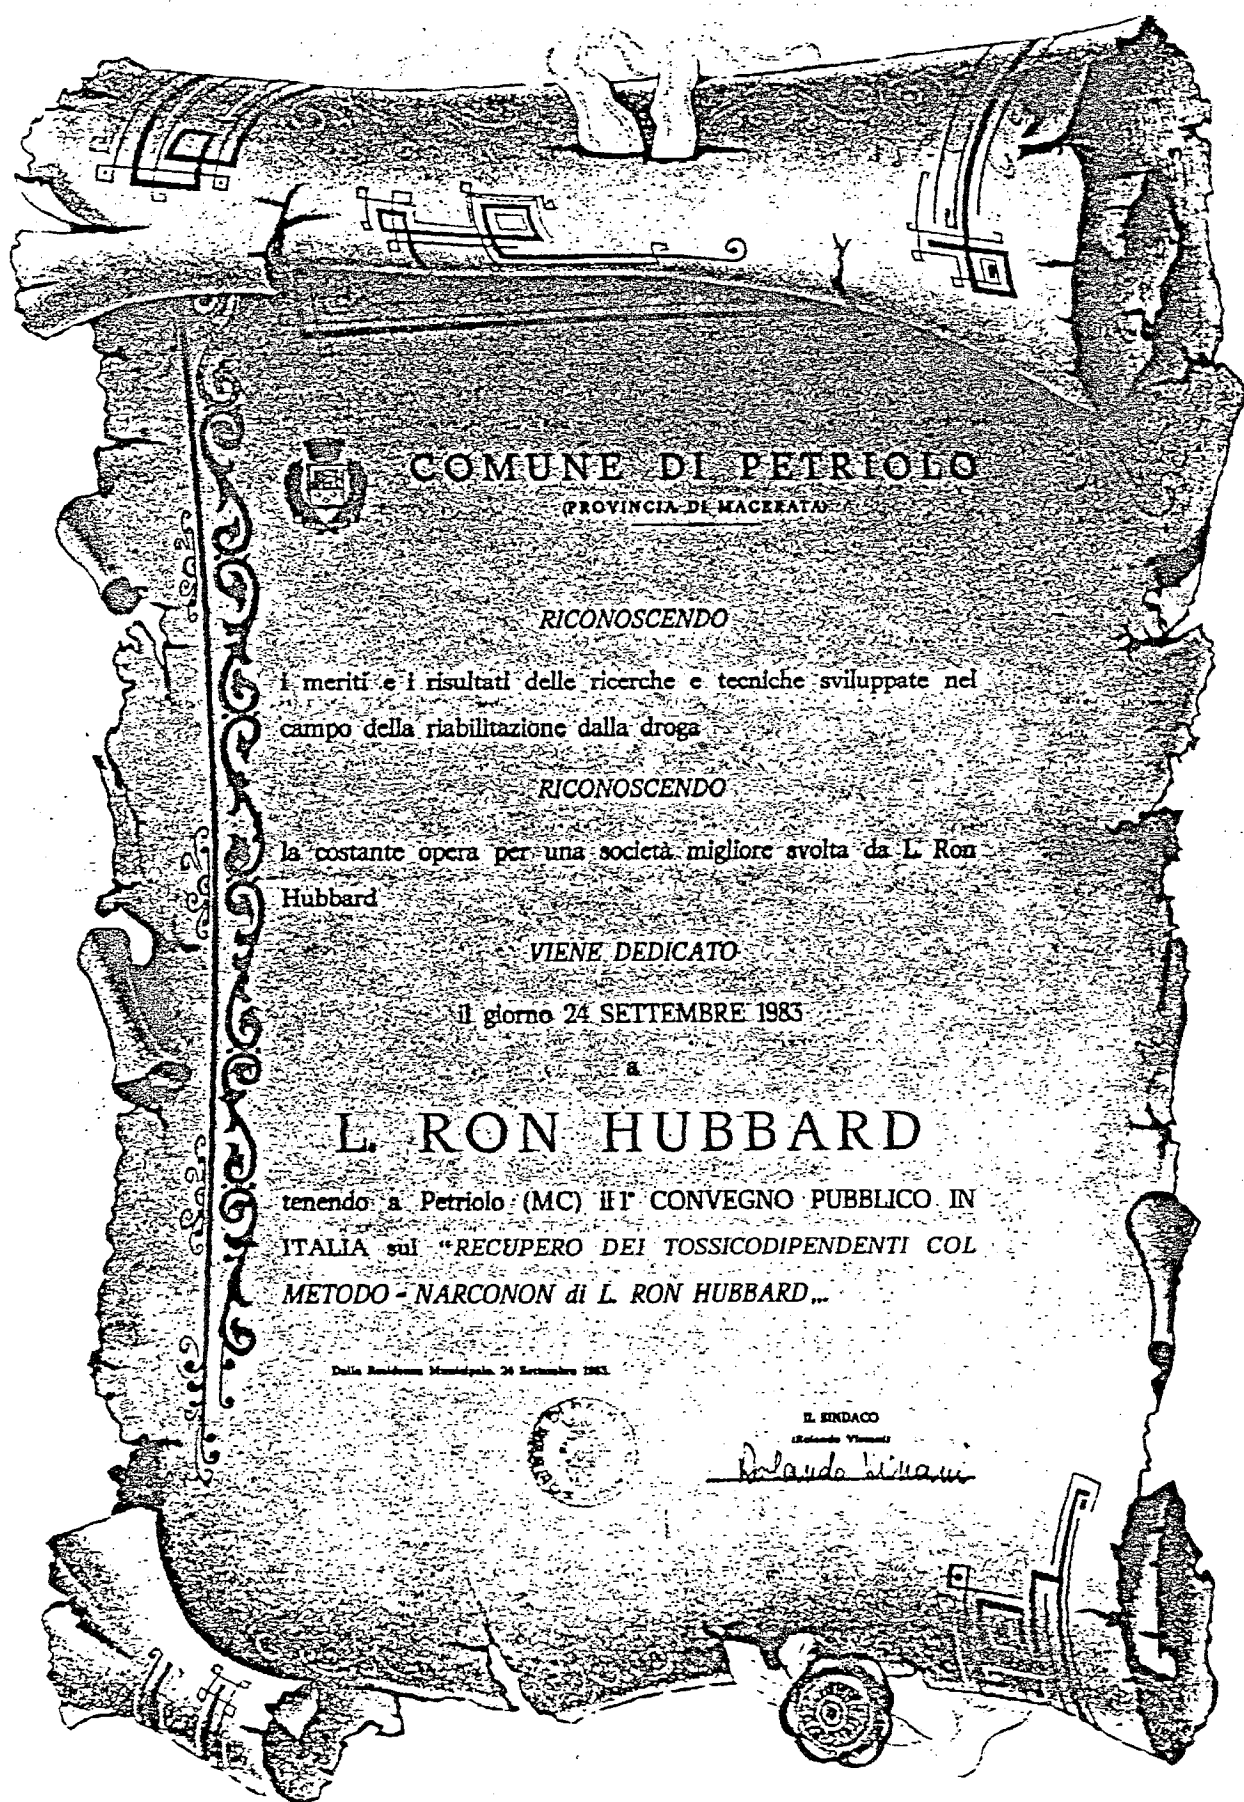 COMUNE DI PETRIOLO
(PROVINCIA DI MACERATA)
RICONOSCENDO
i meriti e i risultati delle ricerche e tecniche sviluppate nel
campo della riabilitazione dalla droga
RICONOSCENDO
la costante opera per una società migliore svolta da L. Ron
Hubbard
VIENE DEDICATO
il giorno 24 SETTEMBRE 1983
a
L. RON HUBBARD
tenendo a Petriolo (MC) il 1° CONVEGNO PUBBLICO IN
ITALIA sul "RECUPERO DEI TOSSICODIPENDENTI COL
METODO - NARCONON di L. RON HUBBARD„.
Dalla Residenza Municipale, 24 Settembre 1983.
IL SINDACO
(Rolando Vissani)
Rolando